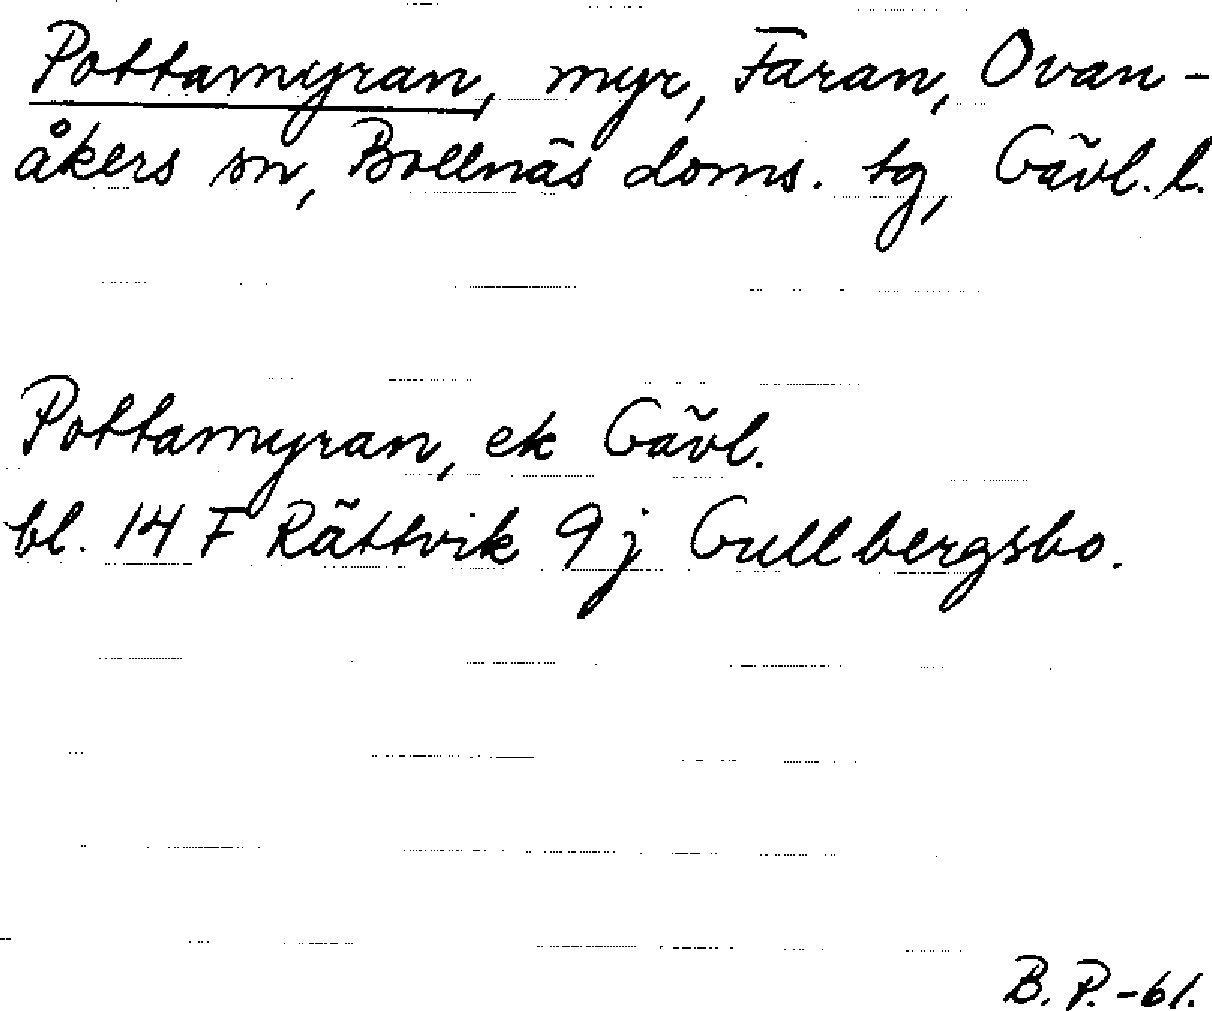 Pottamyran, myr, Faran, Ovan-
åkers sn, Bollnäs doms. tg, Gävl. l.
Pottamyran, ek Gävl.
bl. 14 F Rättvik 9 j Gullbergsbo.
B. P. -61.